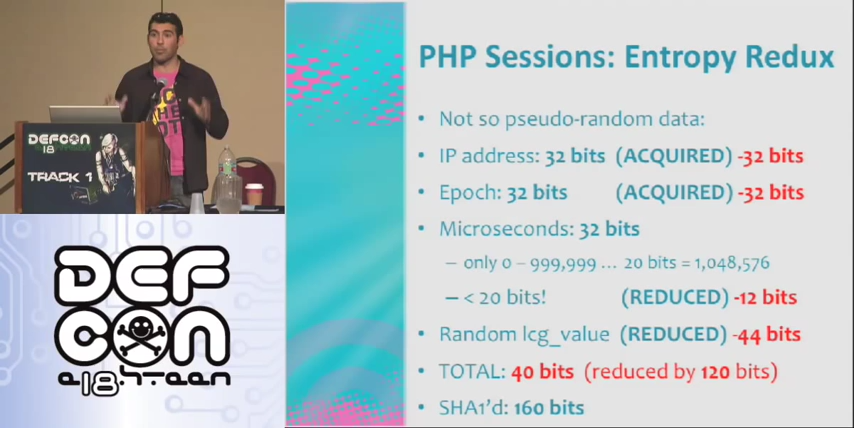 DEFCON
18
TRACK 1
DEF
CON
e18hteen
PHP Sessions: Entropy Redux
• Not so pseudo-random data:
• IP address: 32 bits (ACQUIRED) -32 bits
• Epoch: 32 bits (ACQUIRED) -32 bits
• Microseconds: 32 bits
– only 0 – 999,999 ... 20 bits = 1,048,576
– < 20 bits! (REDUCED) -12 bits
• Random lcg_value (REDUCED) -44 bits
• TOTAL: 40 bits (reduced by 120 bits)
• SHA1'd: 160 bits